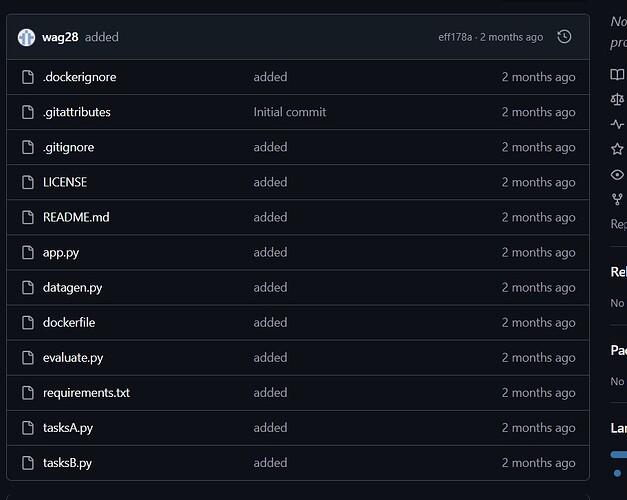 wag28 added eff178a · 2 months ago
.dockerignore added 2 months ago
.gitattributes Initial commit 2 months ago
.gitignore added 2 months ago
LICENSE added 2 months ago
README.md added 2 months ago
app.py added 2 months ago
datagen.py added 2 months ago
dockerfile added 2 months ago
evaluate.py added 2 months ago
requirements.txt added 2 months ago
tasksA.py added 2 months ago
tasksB.py added 2 months ago
No
pro
Rep
Rel
No
Pac
No
Lan